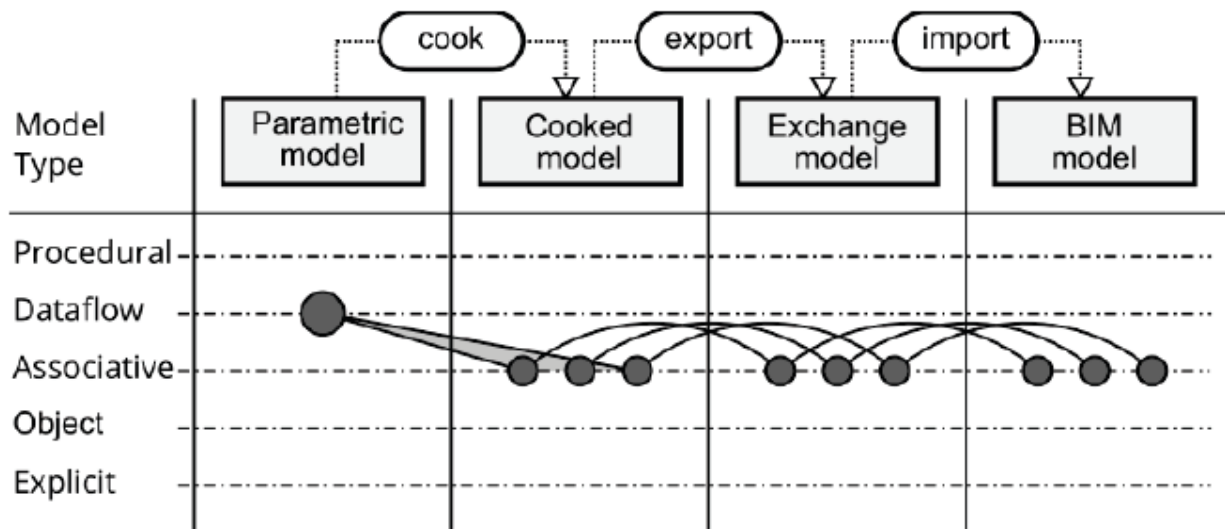 cook
export
import
Model
Type
Parametric
model
Cooked
model
Exchange
model
BIM
model
Procedural
Dataflow
Associative
Object
Explicit